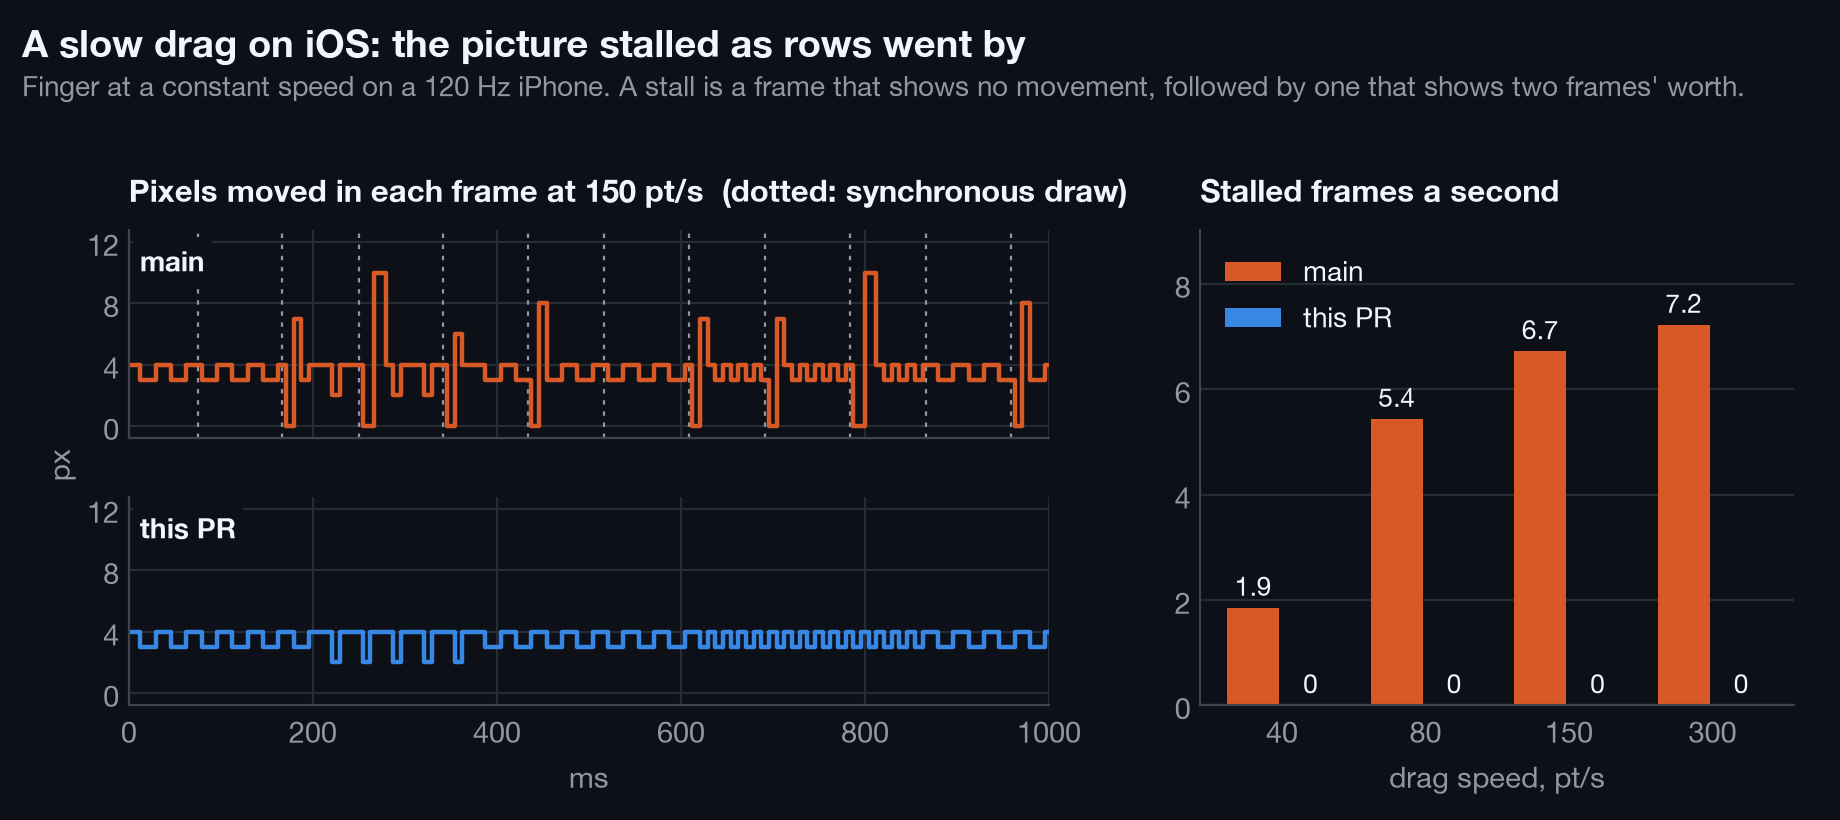 A slow drag on iOS: the picture stalled as rows went by
Finger at a constant speed on a 120 Hz iPhone. A stall is a frame that shows no movement, followed by one that shows two frames' worth.
Pixels moved in each frame at 150 pt/s  (dotted: synchronous draw)
12
main
8
4
0
px
12
this PR
8
4
0
0 200 400 600 800 1000
ms
Stalled frames a second
main
this PR
8
6
4
2
0
1.9 0 5.4 0 6.7 0 7.2 0
40 80 150 300
drag speed, pt/s